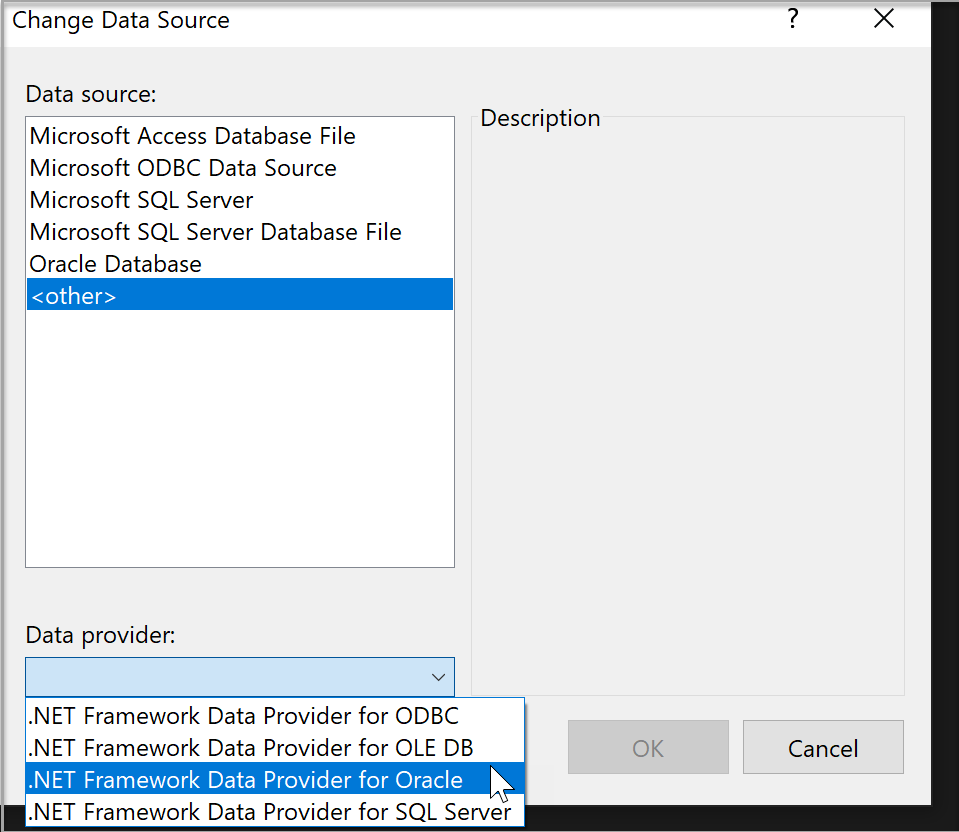 Change Data Source
?
Data source:
Microsoft Access Database File
Microsoft ODBC Data Source
Microsoft SQL Server
Microsoft SQL Server Database File
Oracle Database
<other>
Description
Data provider:
.NET Framework Data Provider for ODBC
.NET Framework Data Provider for OLE DB
.NET Framework Data Provider for Oracle
.NET Framework Data Provider for SQL Server
OK
Cancel